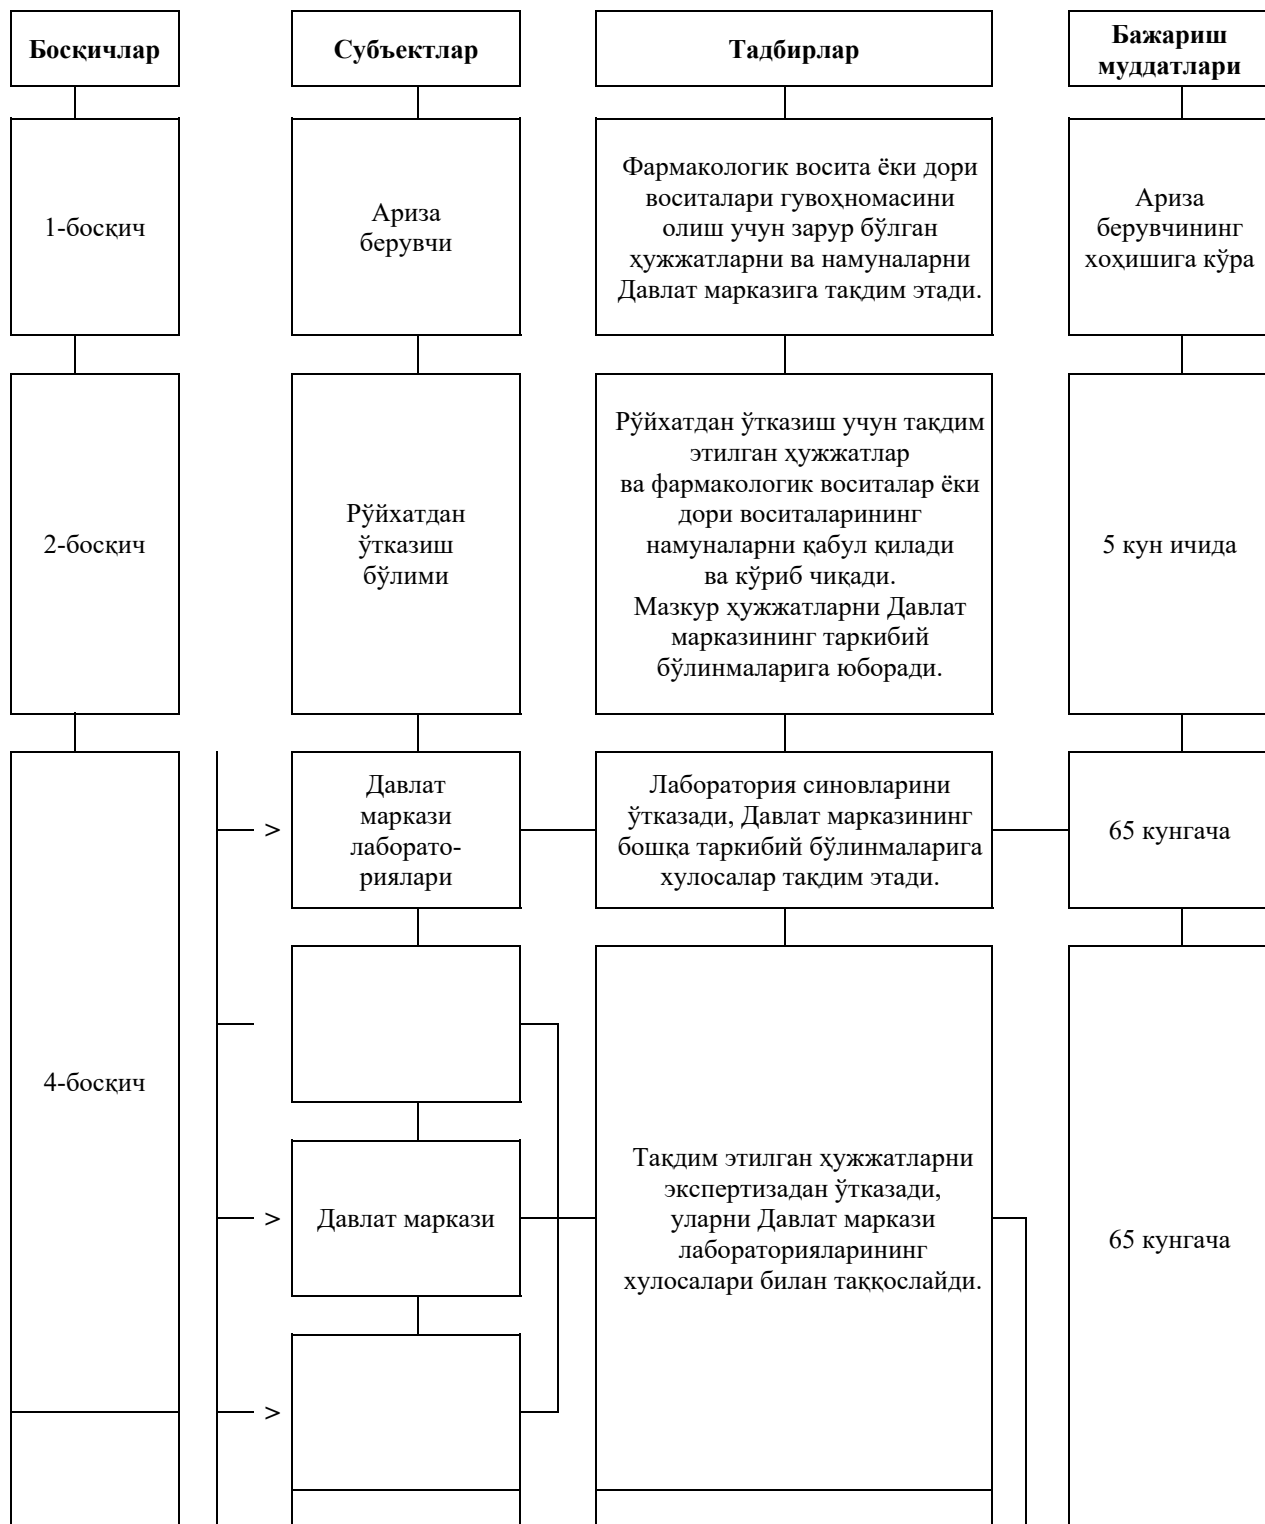 Босқичлар
Субъектлар
Тадбирлар
Бажариш
муддатлари
1-босқич
Ариза
берувчи
Фармакологик восита ёки дори
воситалари гувоҳномасини
олиш учун зарур бўлган
ҳужжатларни ва намуналарни
Давлат марказига тақдим этади.
Ариза
берувчининг
хоҳишига кўра
2-босқич
Рўйхатдан
ўтказиш
бўлими
Рўйхатдан ўтказиш учун тақдим
этилган ҳужжатлар
ва фармакологик воситалар ёки
дори воситаларининг
намуналарни қабул қилади
ва кўриб чиқади.
Мазкур ҳужжатларни Давлат
марказининг таркибий
бўлинмаларига юборади.
5 кун ичида
4-босқич
>
Давлат
маркази
лаборато-
риялари
Лаборатория синовларини
ўтказади, Давлат марказининг
бошқа таркибий бўлинмаларига
хулосалар тақдим этади.
65 кунгача
>
Давлат маркази
Тақдим этилган ҳужжатларни
экспертизадан ўтказади,
уларни Давлат маркази
лабораторияларининг
хулосалари билан таққослайди.
65 кунгача
>